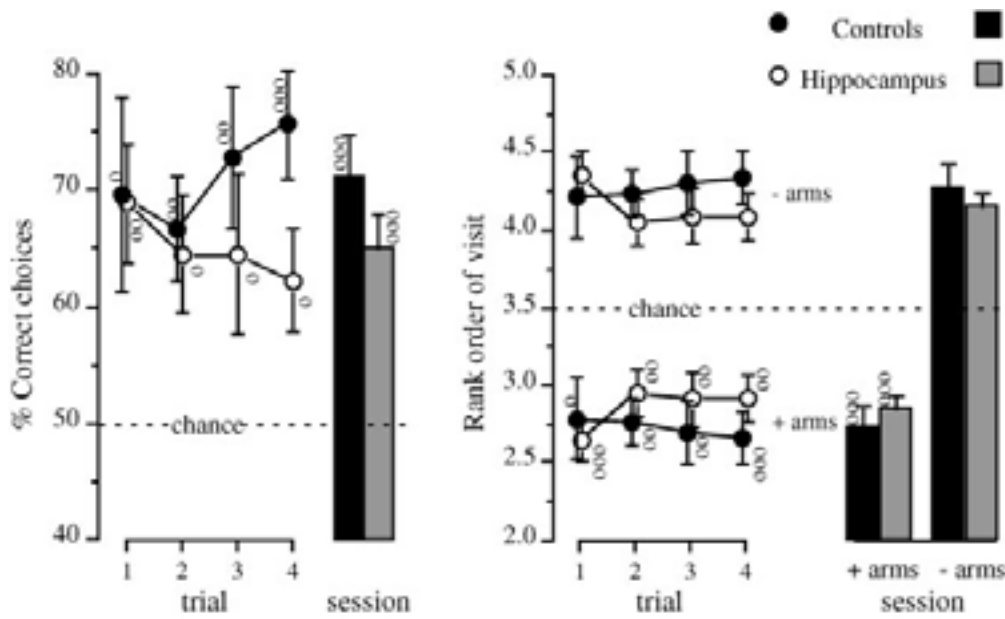 Controls
Hippocampus
% Correct choices
80
70
60
50
40
chance
1 2 3 4
trial
session
Rank order of visit
5.0
4.5
4.0
3.5
3.0
2.5
2.0
- arms
chance
+ arms
1 2 3 4
trial
+ arms - arms
session